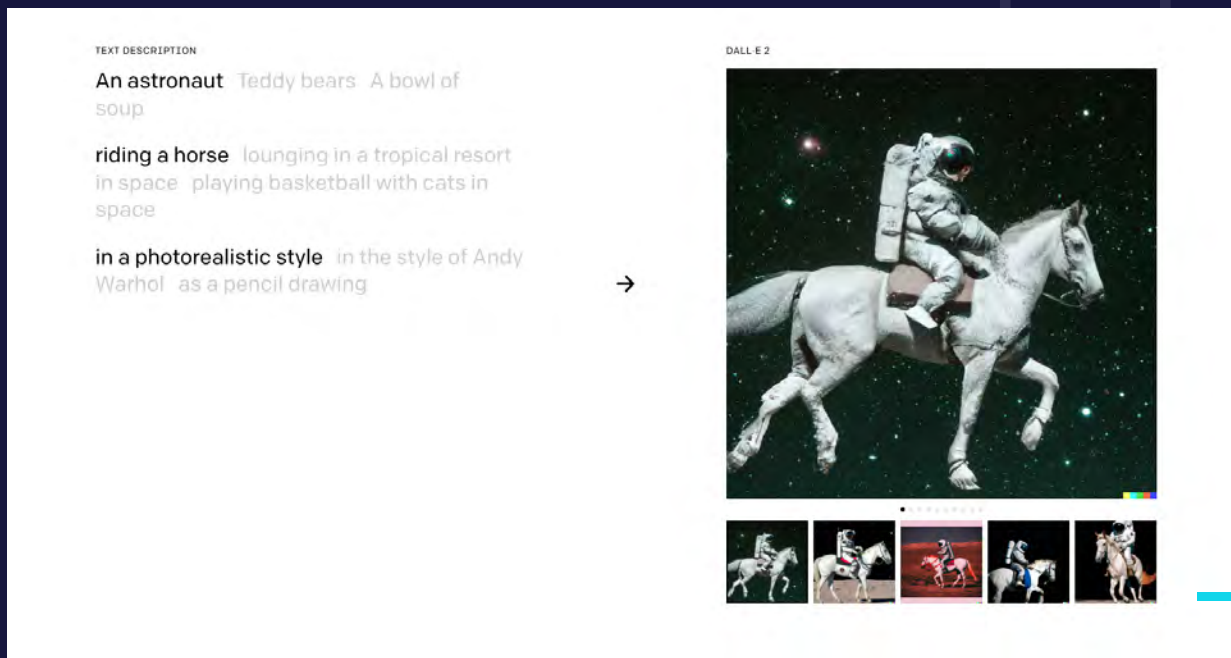 TEXT DESCRIPTION
An astronaut Teddy bears A bowl of
soup
riding a horse lounging in a tropical resort
in space playing basketball with cats in
space
in a photorealistic style in the style of Andy
Warhol as a pencil drawing
→
DALL·E 2